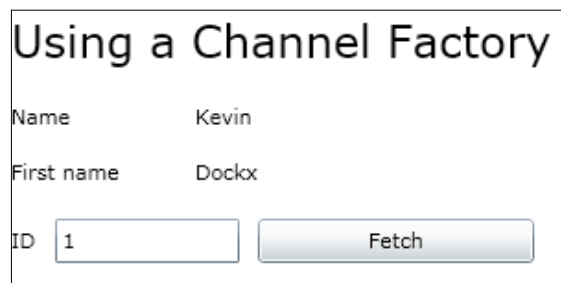 Using a Channel Factory
Name Kevin
First name Dockx
ID 1 Fetch